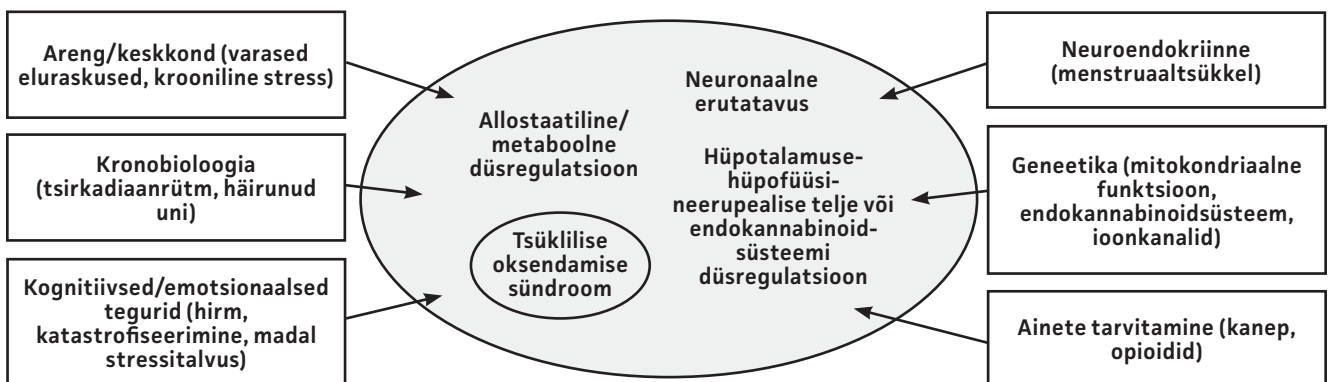 Areng/keskkond (varased
eluraskused, krooniline stress)
Kronobioloogia
(tsirkadiaanrütm, häirunud
uni)
Kognitiivsed/emotsionaalsed
tegurid (hirm,
katastrofiseerimine, madal
stressitalvus)
Allostaatiline/
metaboolne
düsregulatsioon
Tsüklilise
oksendamise
sündroom
Neuronaalne
erutatavus
Hüpotalamuse-
hüpofüüsi-
neerupealise telje või
endokannabinoid-
süsteemi
düsregulatsioon
Neuroendokriinne
(menstruaaltsükkel)
Geneetika (mitokondriaalne
funktsioon,
endokannabinoidsüsteem,
ioonkanalid)
Ainete tarvitamine (kanep,
opioidid)